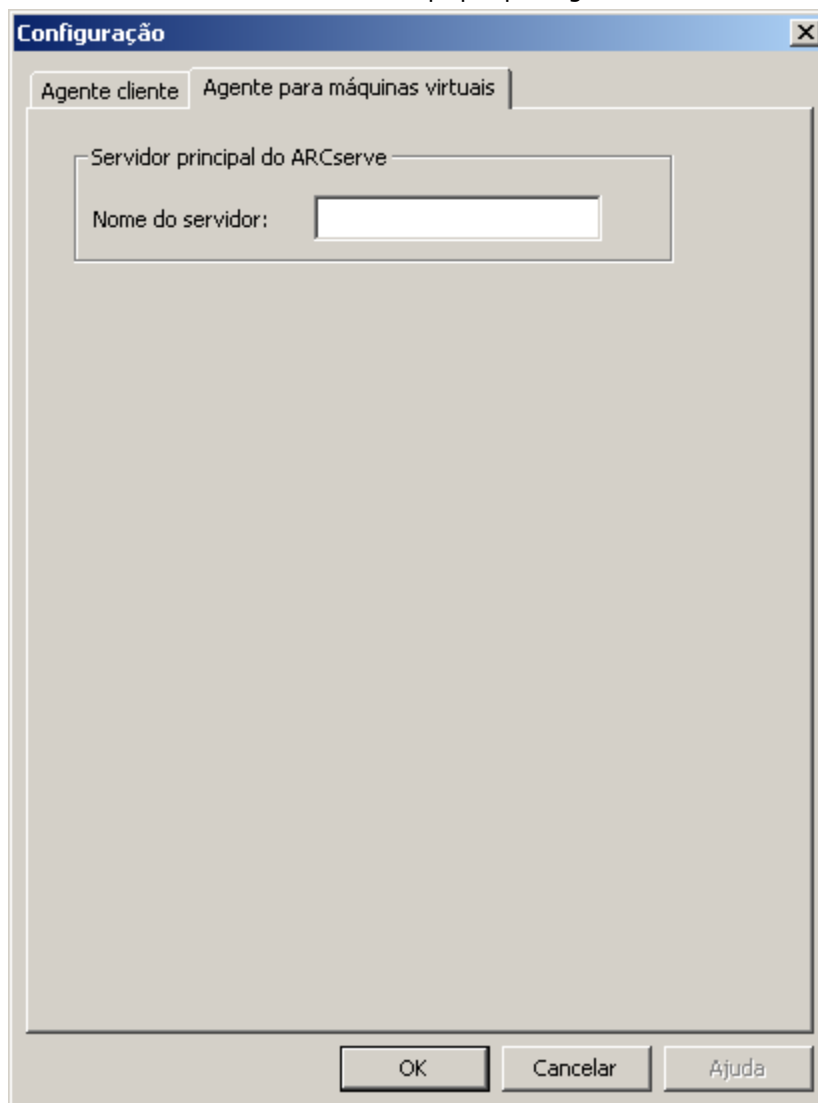 Configuração
Agente cliente
Agente para máquinas virtuais
Servidor principal do ARCserve
Nome do servidor:
OK
Cancelar
Ajuda